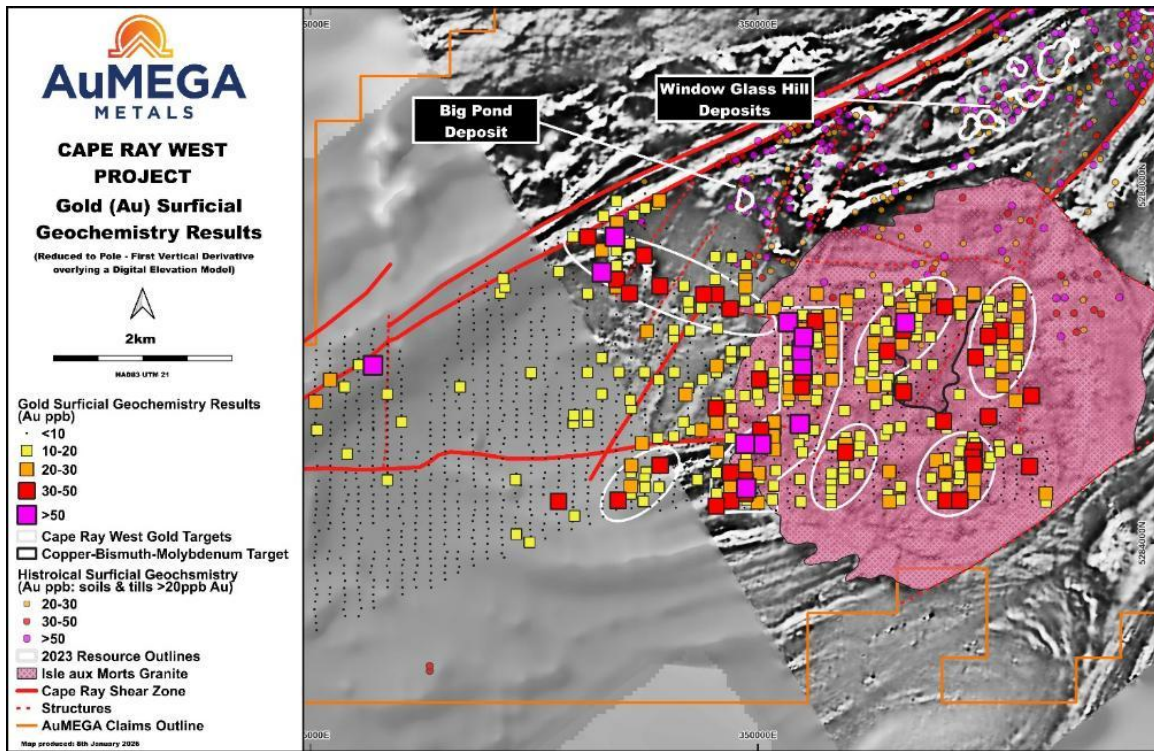 AuMEGA
METALS
CAPE RAY WEST
PROJECT
Gold (Au) Surficial
Geochemistry Results
(Reduced to Pole - First Vertical Derivative
overlying a Digital Elevation Model)
2km
NAD83 UTM 21
Gold Surficial Geochemistry Results
(Au ppb)
<10
10-20
20-30
30-50
>50
Cape Ray West Gold Targets
Copper-Bismuth-Molybdenum Target
Histroical Surficial Geochsmistry
(Au ppb: soils & tills >20ppb Au)
20-30
30-50
>50
2023 Resource Outlines
Isle aux Morts Granite
Cape Ray Shear Zone
Structures
AuMEGA Claims Outline
Map produced: 8th January 2026
5000E
350000E
Big Pond
Deposit
Window Glass Hill
Deposits
5284000N
5000E
350000E